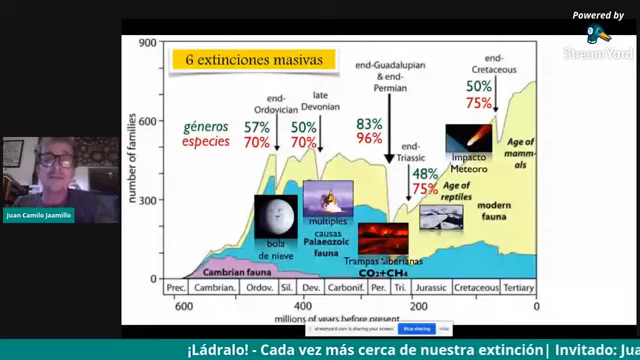 Powered by
StreamYard
900
600
300
0
number of families
6 extinciones masivas
end-Ordovician
late Devonian
end-Guadalupian & end-Permian
end-Triassic
end-Cretaceous
géneros
especies
57%
70%
50%
70%
83%
96%
48%
75%
50%
75%
Impacto Meteoro
Age of mammals
Age of reptiles
modern fauna
bola de nieve
multiples causas
Palaeozoic fauna
Trampas siberianas
CO₂+CH4
Cambrian fauna
Prec. Cambrian. Ordov. Sil. Dev. Carbonif. Per. Tri. Jurassic Cretaceous Tertiary
600 400 200 0
millions of years before present
streamyard.com is sharing your screen. Stop sharing Hide
Juan Camilo Jaamillo
¡Ládralo! - Cada vez más cerca de nuestra extinción| Invitado: Jua